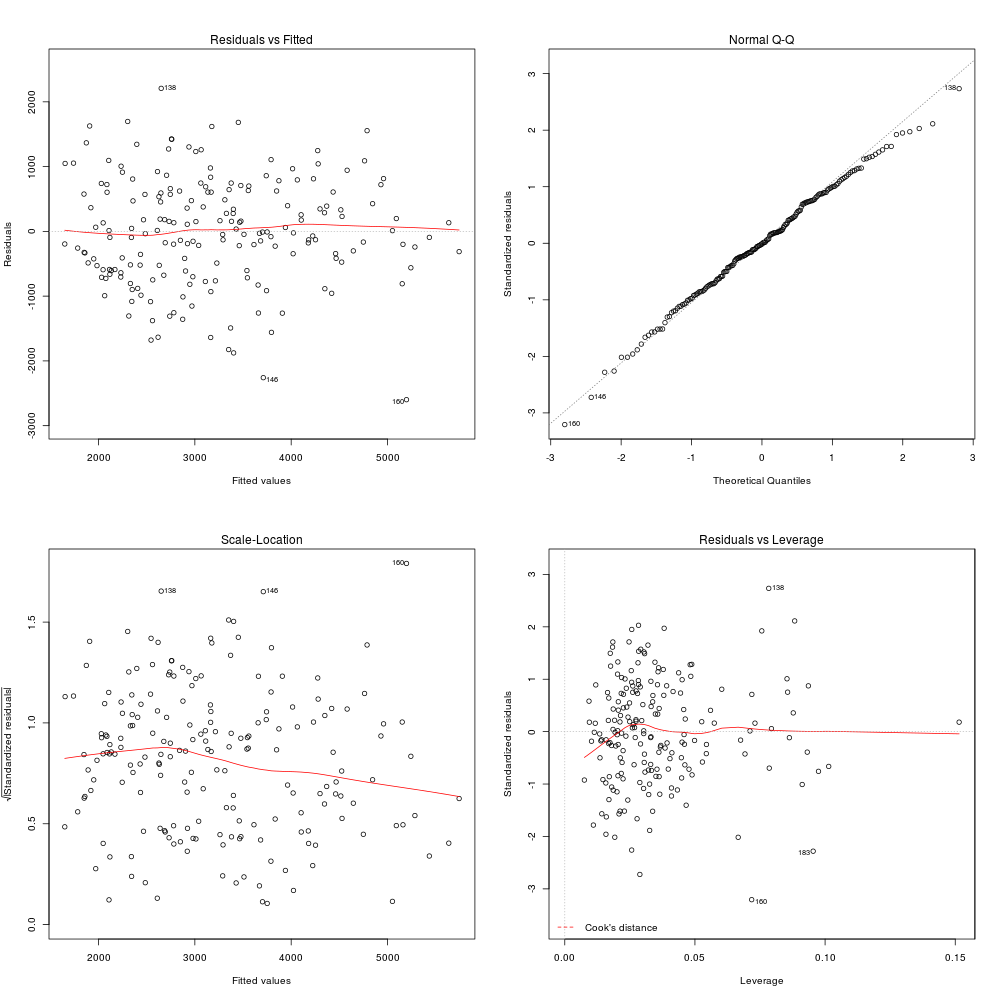 Residuals vs Fitted
Residuals
-3000 -2000 -1000 0 1000 2000
138
146
160
2000 3000 4000 5000
Fitted values
Normal Q-Q
Standardized residuals
-3 -2 -1 0 1 2 3
138
146
160
-3 -2 -1 0 1 2 3
Theoretical Quantiles
Scale-Location
√|Standardized residuals|
0.0 0.5 1.0 1.5
160
138
146
2000 3000 4000 5000
Fitted values
Residuals vs Leverage
Standardized residuals
-3 -2 -1 0 1 2 3
138
183
160
Cook's distance
0.00 0.05 0.10 0.15
Leverage